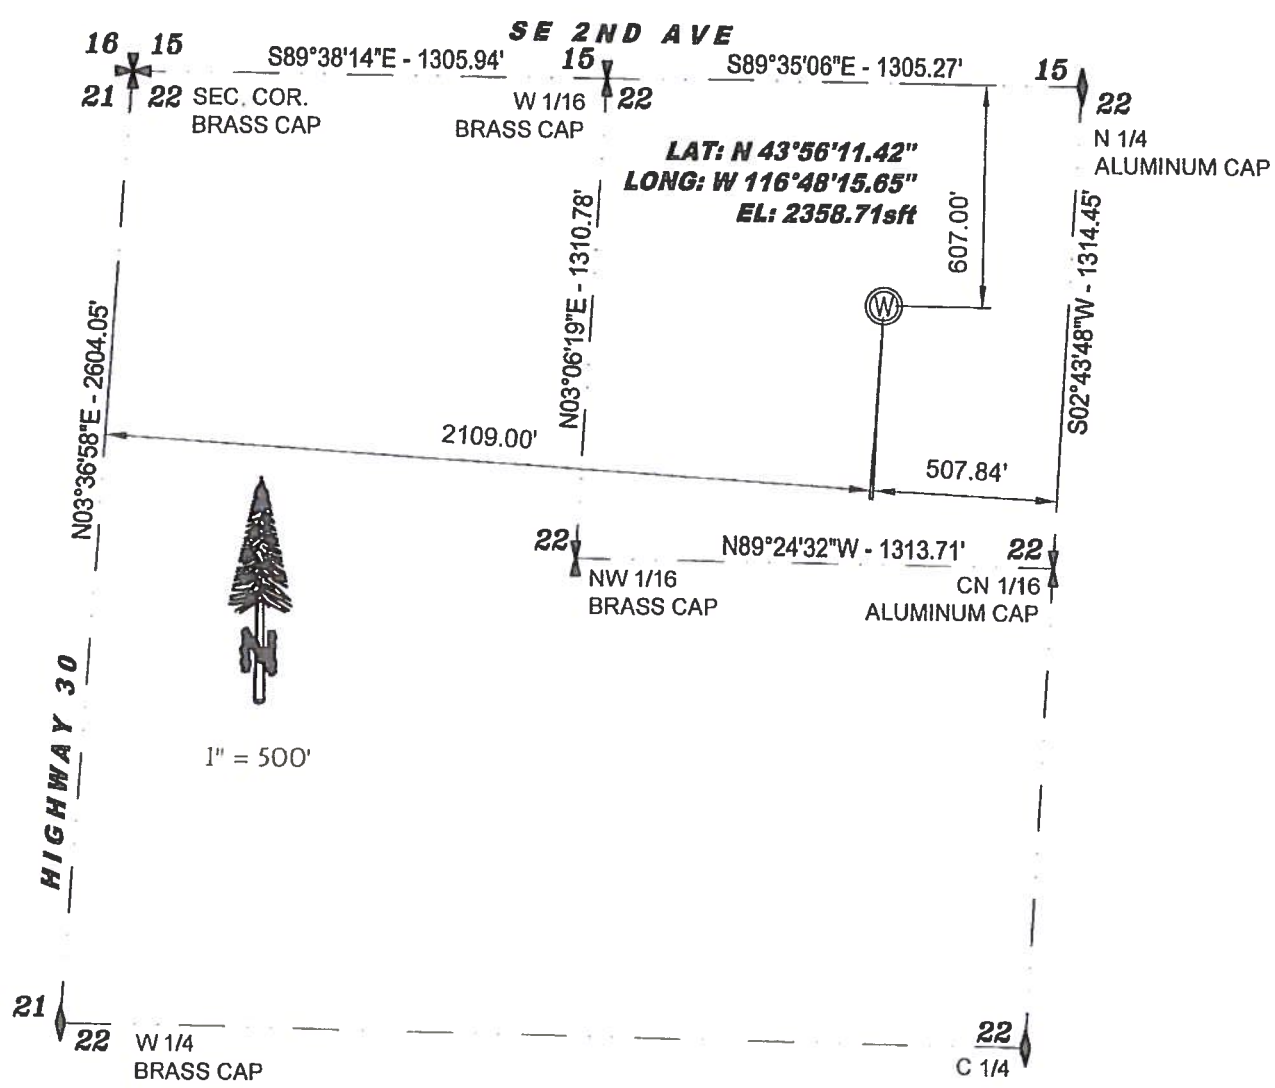 SE 2ND AVE
16 15
S89°38'14"E - 1305.94'
15
S89°35'06"E - 1305.27'
15
21 22 SEC. COR.
BRASS CAP
W 1/16 22
BRASS CAP
22
N 1/4
ALUMINUM CAP
LAT: N 43°56'11.42"
LONG: W 116°48'15.65"
EL: 2358.71sft
607.00'
N03°06'19"E - 1310.78'
S02°43'48"W - 1314.45'
W
N03°36'58"E - 2604.05'
2109.00'
507.84'
22
N89°24'32"W - 1313.71'
22
NW 1/16
BRASS CAP
CN 1/16
ALUMINUM CAP
N
1" = 500'
HIGHWAY 30
21
22 W 1/4
BRASS CAP
22
C 1/4